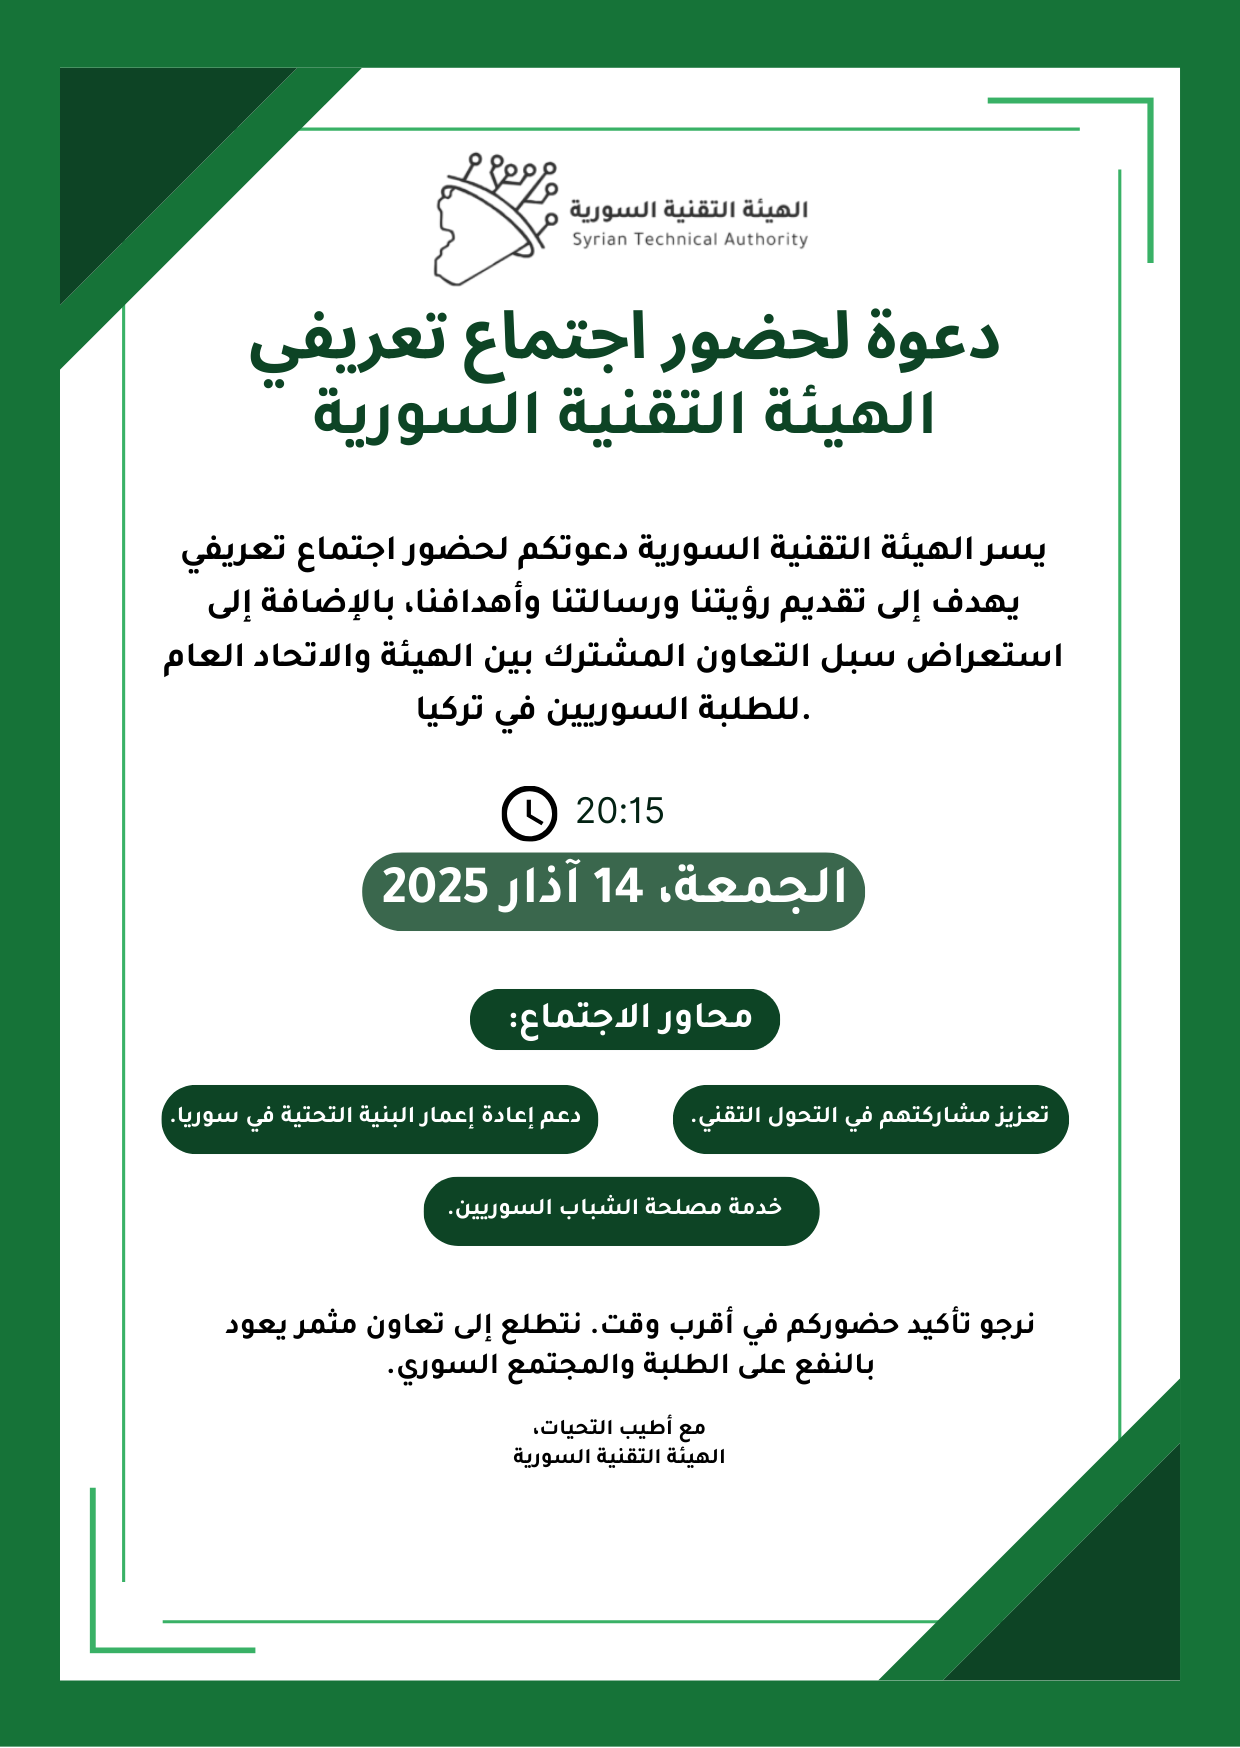 الهيئة التقنية السورية
Syrian Technical Authority
دعوة لحضور اجتماع تعريفي
الهيئة التقنية السورية
يسر الهيئة التقنية السورية دعوتكم لحضور اجتماع تعريفي
يهدف إلى تقديم رؤيتنا ورسالتنا وأهدافنا، بالإضافة إلى
استعراض سبل التعاون المشترك بين الهيئة والاتحاد العام
.للطلبة السوريين في تركيا
20:15
الجمعة، 14 آذار 2025
محاور الاجتماع:
تعزيز مشاركتهم في التحول التقني.
دعم إعادة إعمار البنية التحتية في سوريا.
خدمة مصلحة الشباب السوريين.
نرجو تأكيد حضوركم في أقرب وقت. نتطلع إلى تعاون مثمر يعود
بالنفع على الطلبة والمجتمع السوري.
مع أطيب التحيات،
الهيئة التقنية السورية